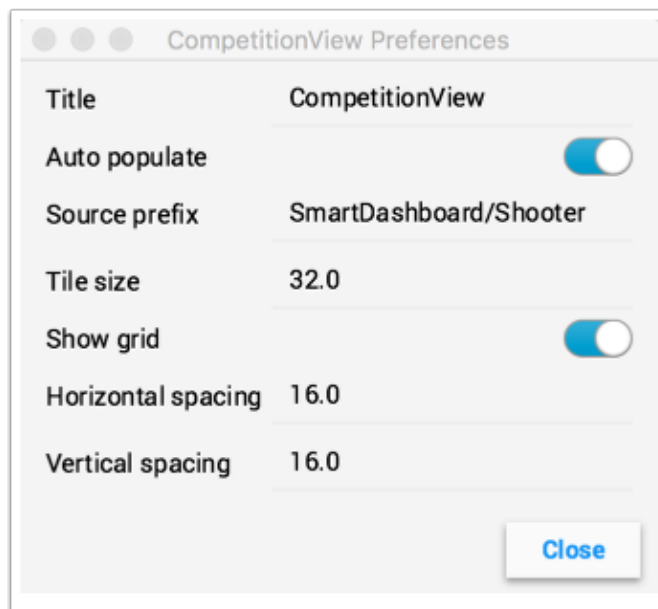 CompetitionView Preferences
Title CompetitionView
Auto populate
Source prefix SmartDashboard/Shooter
Tile size 32.0
Show grid
Horizontal spacing 16.0
Vertical spacing 16.0
Close